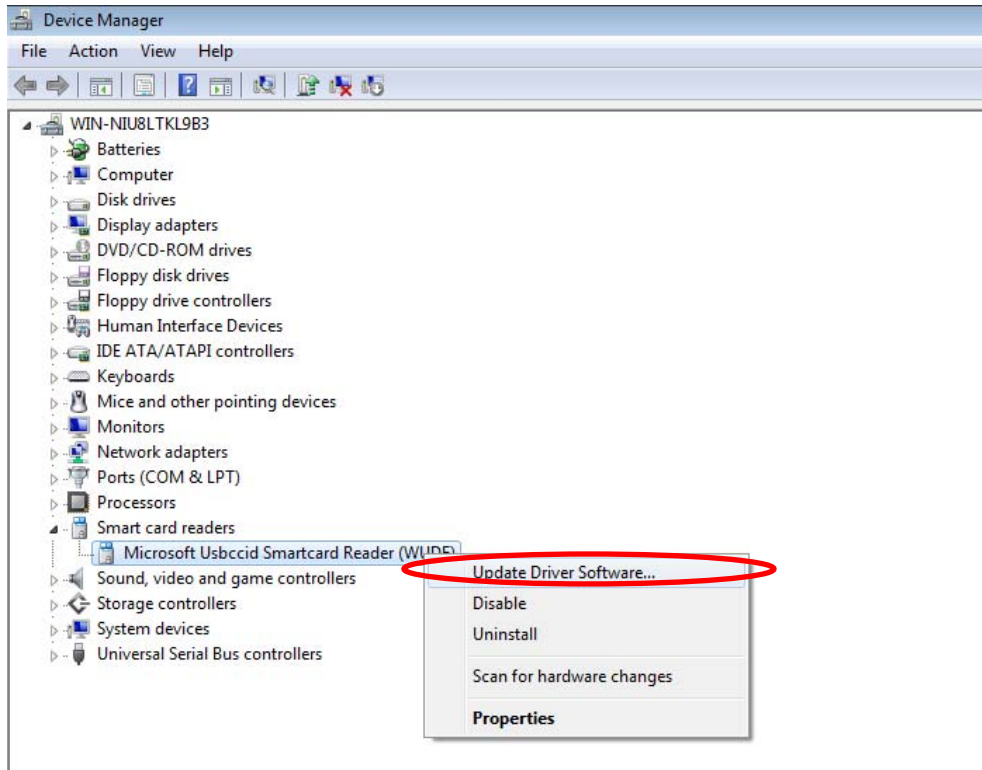 Device Manager
File Action View Help
WIN-NIU8LTKL9B3
Batteries
Computer
Disk drives
Display adapters
DVD/CD-ROM drives
Floppy disk drives
Floppy drive controllers
Human Interface Devices
IDE ATA/ATAPI controllers
Keyboards
Mice and other pointing devices
Monitors
Network adapters
Ports (COM & LPT)
Processors
Smart card readers
Microsoft Usbccid Smartcard Reader (WUDF)
Sound, video and game controllers
Storage controllers
System devices
Universal Serial Bus controllers
Update Driver Software...
Disable
Uninstall
Scan for hardware changes
Properties